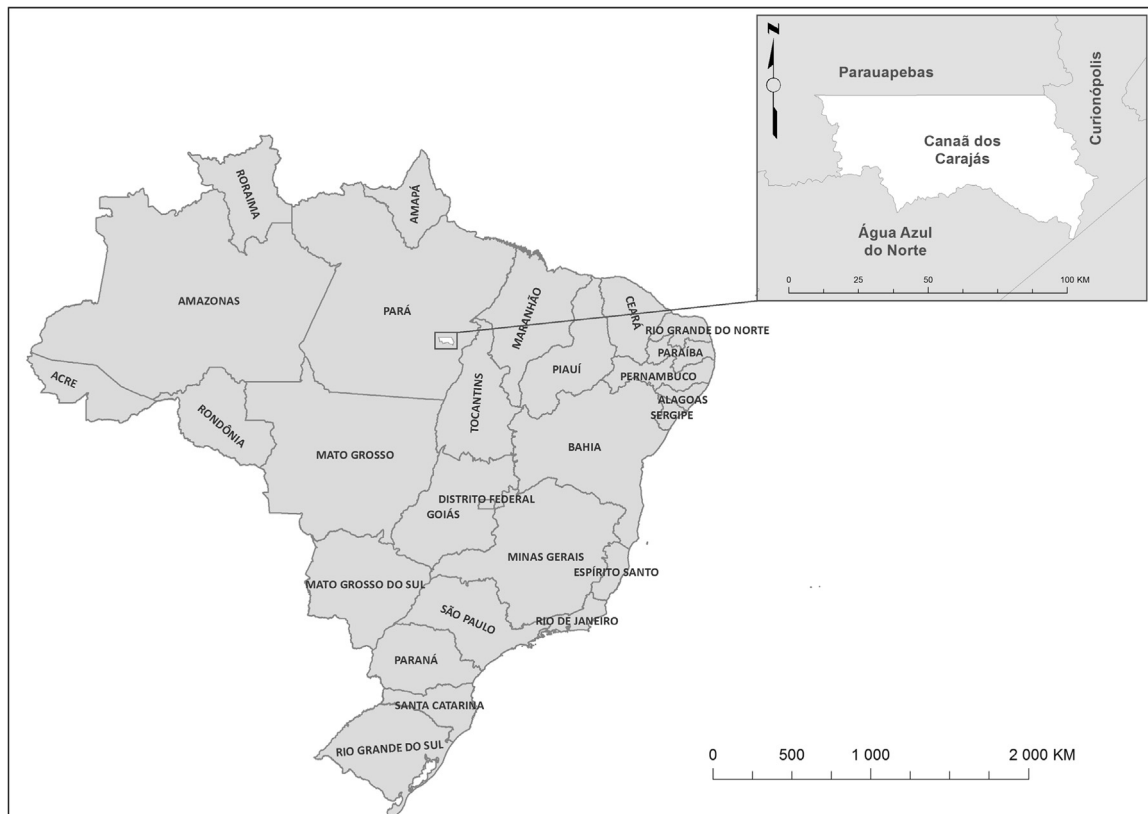 N
Parauapebas
Curionópolis
Canaã dos
Carajás
Água Azul
do Norte
0 25 50 100 KM
RORAIMA
AMAPÁ
AMAZONAS
PARÁ
MARANHÃO
CEARÁ
RIO GRANDE DO NORTE
PARAÍBA
PIAUÍ
PERNAMBUCO
ACRE
TOCANTINS
ALAGOAS
SERGIPE
RONDÔNIA
MATO GROSSO
BAHIA
DISTRITO FEDERAL
GOIÁS
MINAS GERAIS
ESPÍRITO SANTO
MATO GROSSO DO SUL
SÃO PAULO
RIO DE JANEIRO
PARANÁ
SANTA CATARINA
RIO GRANDE DO SUL
0 500 1 000 2 000 KM